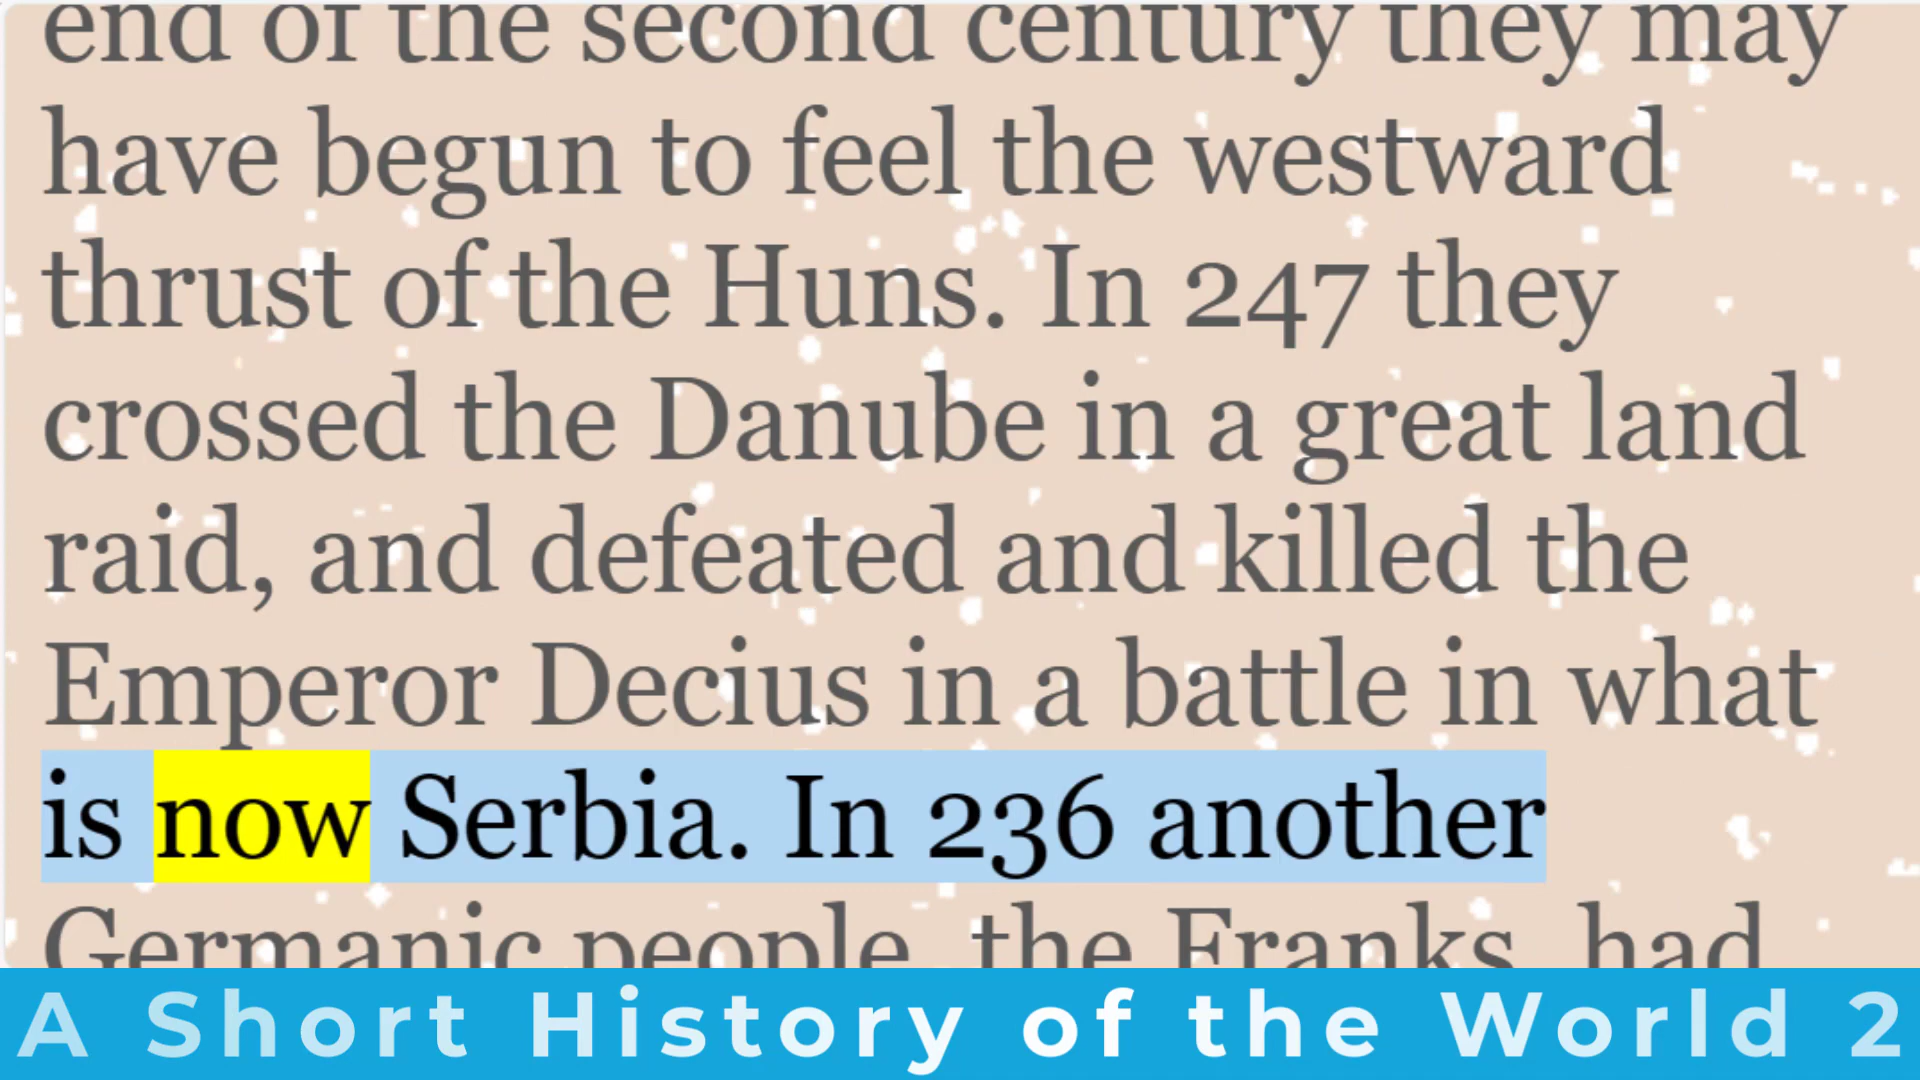 end of the second century they may
have begun to feel the westward
thrust of the Huns. In 247 they
crossed the Danube in a great land
raid, and defeated and killed the
Emperor Decius in a battle in what
is now Serbia. In 236 another
Germanic people, the Franks, had
A Short History of the World 2